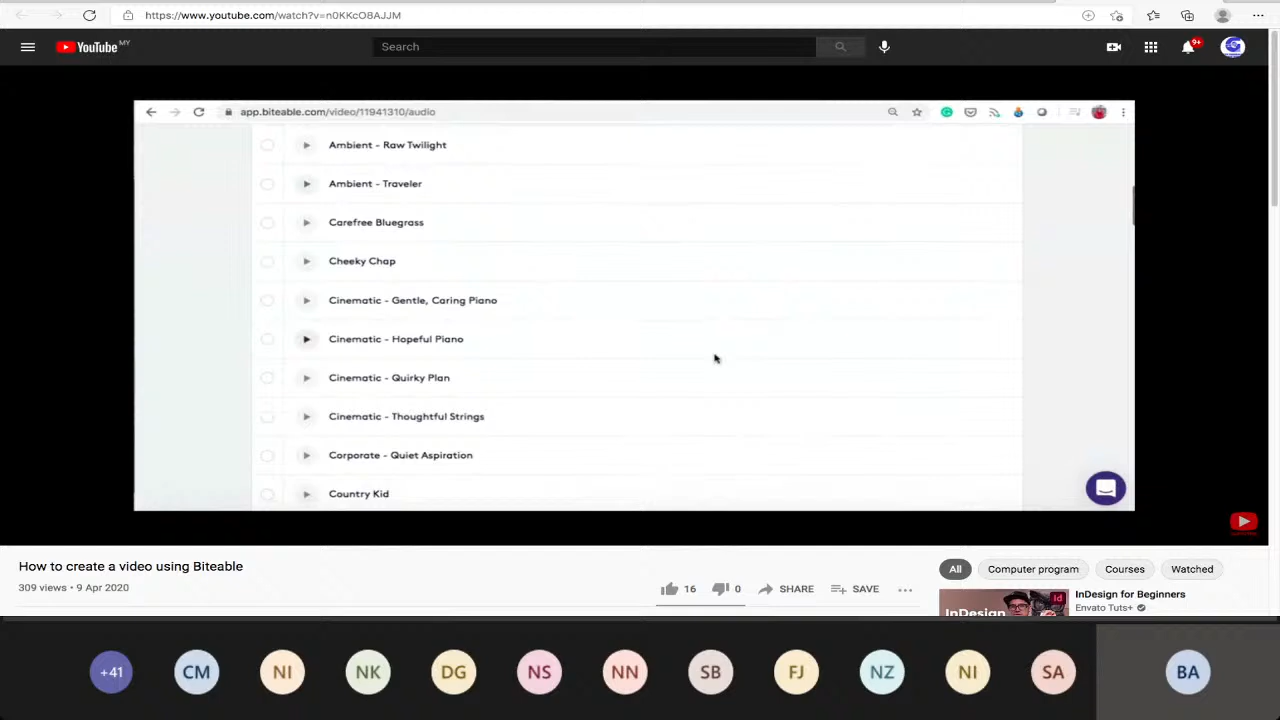 https://www.youtube.com/watch?v=n0KKcO8AJJM
YouTube MY
Search
9+
app.biteable.com/video/11941310/audio
Ambient - Raw Twilight
Ambient - Traveler
Carefree Bluegrass
Cheeky Chap
Cinematic - Gentle, Caring Piano
Cinematic - Hopeful Piano
Cinematic - Quirky Plan
Cinematic - Thoughtful Strings
Corporate - Quiet Aspiration
Country Kid
How to create a video using Biteable
309 views • 9 Apr 2020
16
0
SHARE
SAVE
All
Computer program
Courses
Watched
InDesign
Id
InDesign for Beginners
Envato Tuts+
+41
CM
NI
NK
DG
NS
NN
SB
FJ
NZ
NI
SA
BA